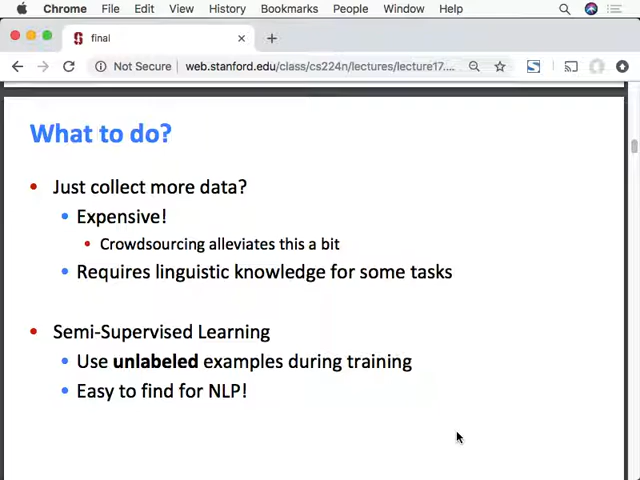 Chrome File Edit View History Bookmarks People Window Help
final
Not Secure web.stanford.edu/class/cs224n/lectures/lecture17....
What to do?
• Just collect more data?
• Expensive!
• Crowdsourcing alleviates this a bit
• Requires linguistic knowledge for some tasks
• Semi-Supervised Learning
• Use unlabeled examples during training
• Easy to find for NLP!